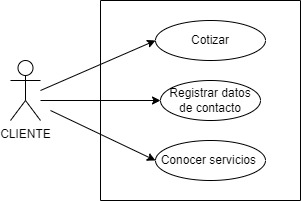 Cotizar
Registrar datos
de contacto
CLIENTE
Conocer servicios